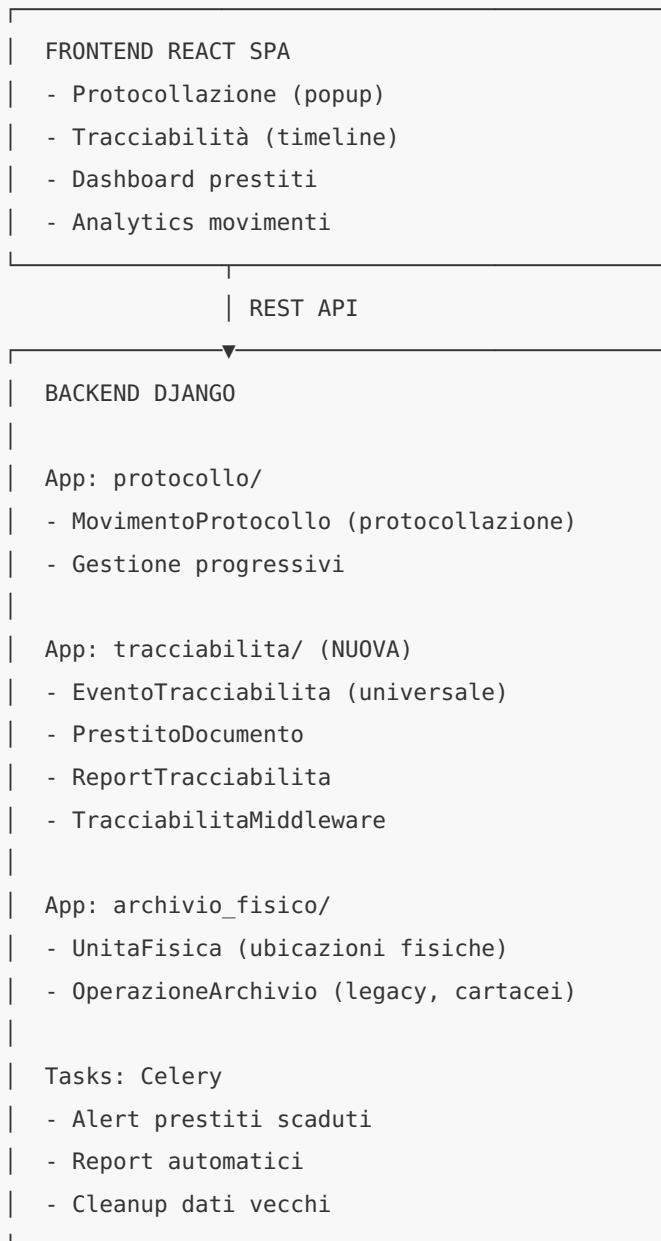 FRONTEND REACT SPA
- Protocollazione (popup)
- Tracciabilità (timeline)
- Dashboard prestiti
- Analytics movimenti
REST API
BACKEND DJANGO
App: protocollo/
- MovimentoProtocollo (protocollazione)
- Gestione progressivi
App: tracciabilita/ (NUOVA)
- EventoTracciabilita (universale)
- PrestitoDocumento
- ReportTracciabilita
- TracciabilitaMiddleware
App: archivio_fisico/
- UnitaFisica (ubicazioni fisiche)
- OperazioneArchivio (legacy, cartacei)
Tasks: Celery
- Alert prestiti scaduti
- Report automatici
- Cleanup dati vecchi